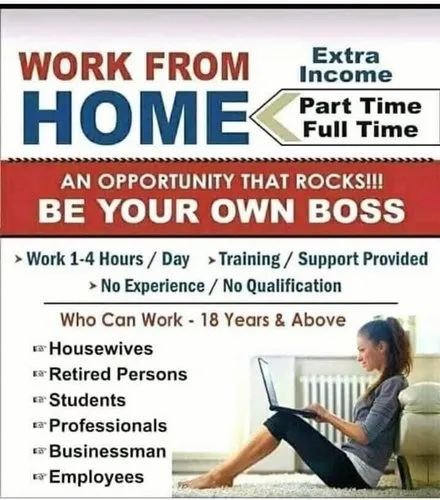 WORK FROM
HOME
Extra
Income
Part Time
Full Time
AN OPPORTUNITY THAT ROCKS!!!
BE YOUR OWN BOSS
➤ Work 1-4 Hours / Day ➤ Training / Support Provided
➤ No Experience / No Qualification
Who Can Work - 18 Years & Above
☞ Housewives
☞ Retired Persons
☞ Students
☞ Professionals
☞ Businessman
☞ Employees